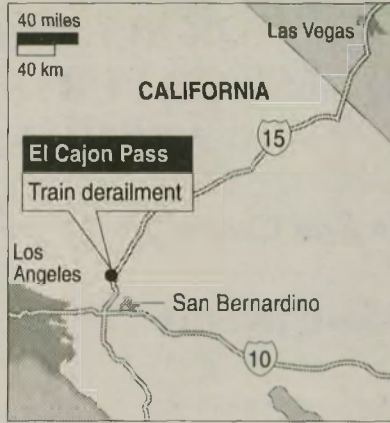 40 miles
40 km
Las Vegas
CALIFORNIA
15
El Cajon Pass
Train derailment
Los
Angeles
San Bernardino
10